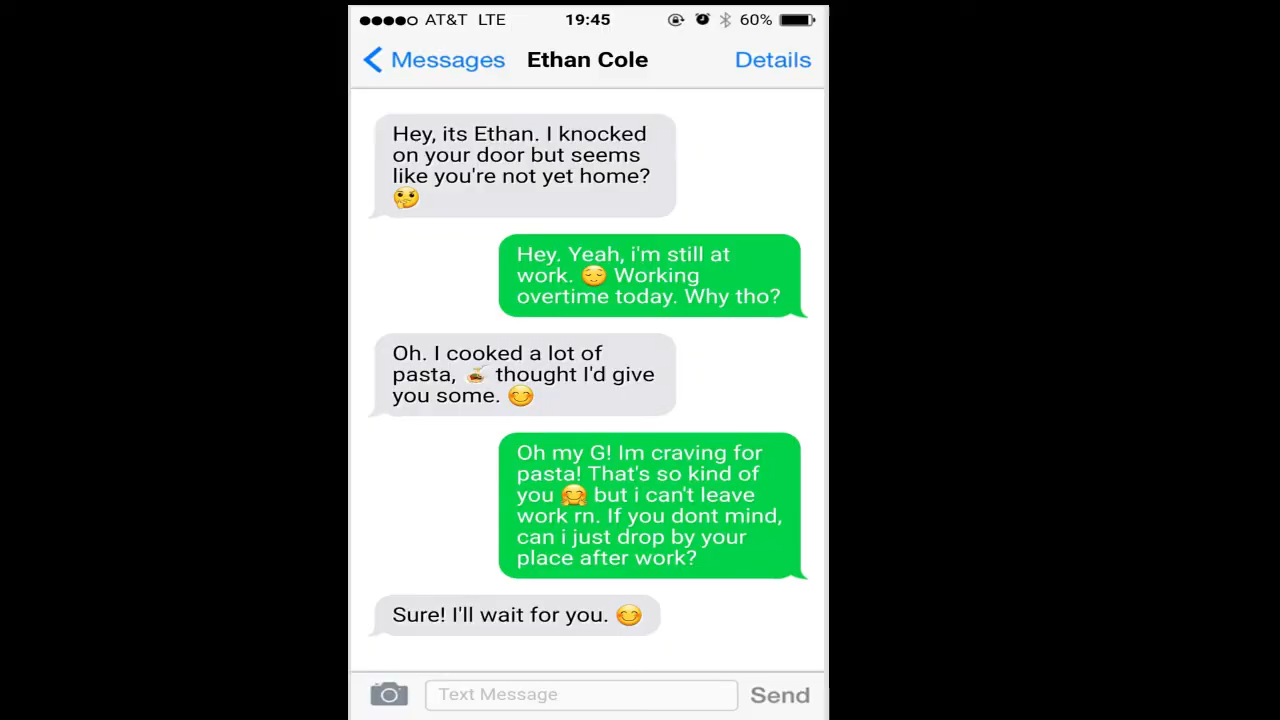 AT&T LTE 19:45 60%
Messages Ethan Cole Details
Hey, its Ethan. I knocked
on your door but seems
like you're not yet home?
🤔
Hey. Yeah, i'm still at
work. 😌 Working
overtime today. Why tho?
Oh. I cooked a lot of
pasta, 🍝 thought I'd give
you some. 😊
Oh my G! Im craving for
pasta! That's so kind of
you 🤗 but i can't leave
work rn. If you dont mind,
can i just drop by your
place after work?
Sure! I'll wait for you. 😊
Text Message Send